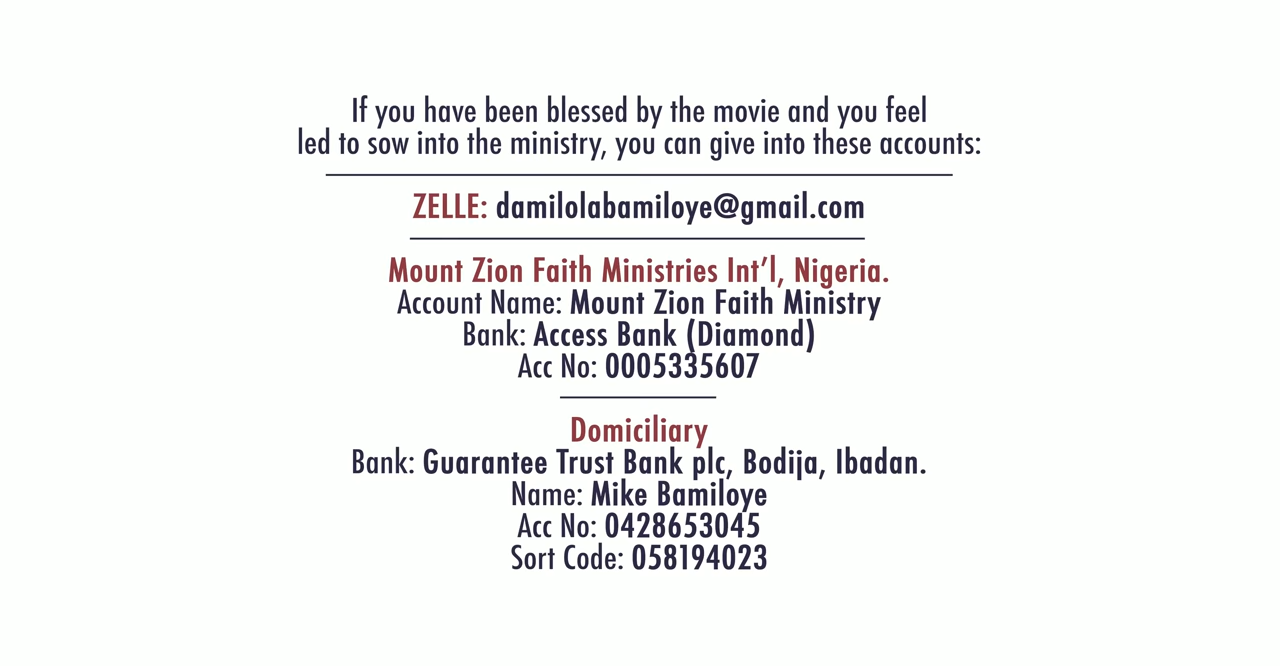 If you have been blessed by the movie and you feel
led to sow into the ministry, you can give into these accounts:
ZELLE: damilolabamiloye@gmail.com
Mount Zion Faith Ministries Int’l, Nigeria.
Account Name: Mount Zion Faith Ministry
Bank: Access Bank (Diamond)
Acc No: 0005335607
Domiciliary
Bank: Guarantee Trust Bank plc, Bodija, Ibadan.
Name: Mike Bamiloye
Acc No: 0428653045
Sort Code: 058194023